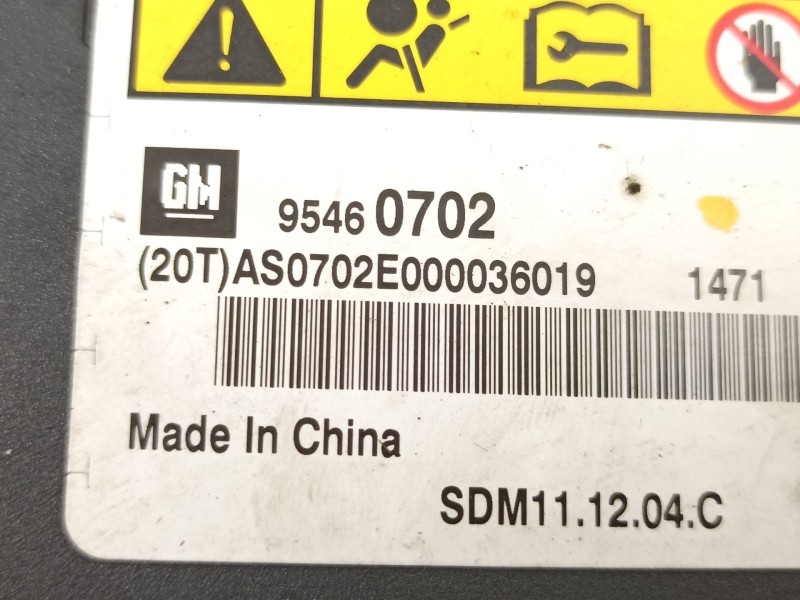 GM
9546 0702
(20T)AS0702E000036019 1471
Made In China
SDM11.12.04.C